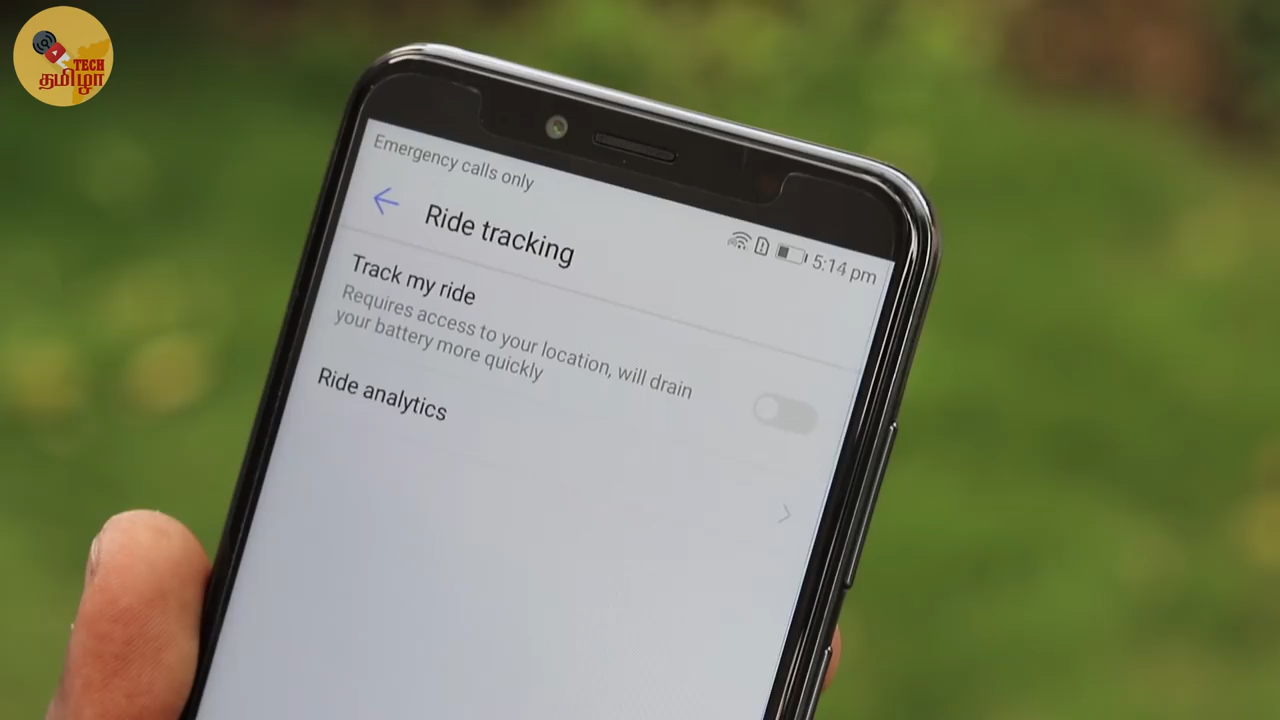 TECH
தமிழா
Emergency calls only
5:14 pm
Ride tracking
Track my ride
Requires access to your location, will drain
your battery more quickly
Ride analytics